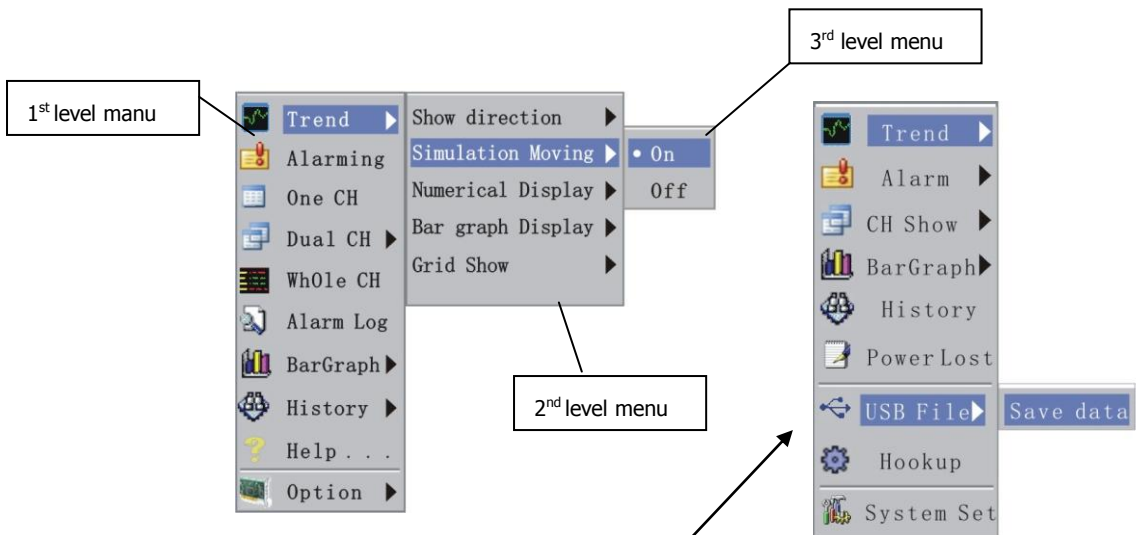 3rd level menu
1st level manu
Trend
Alarming
One CH
Dual CH
WhOle CH
Alarm Log
BarGraph
History
Help...
Option
Show direction
Simulation Moving
Numerical Display
Bar graph Display
Grid Show
• On
Off
2nd level menu
Trend
Alarm
CH Show
BarGraph
History
Power Lost
USB File
Save data
Hookup
System Set